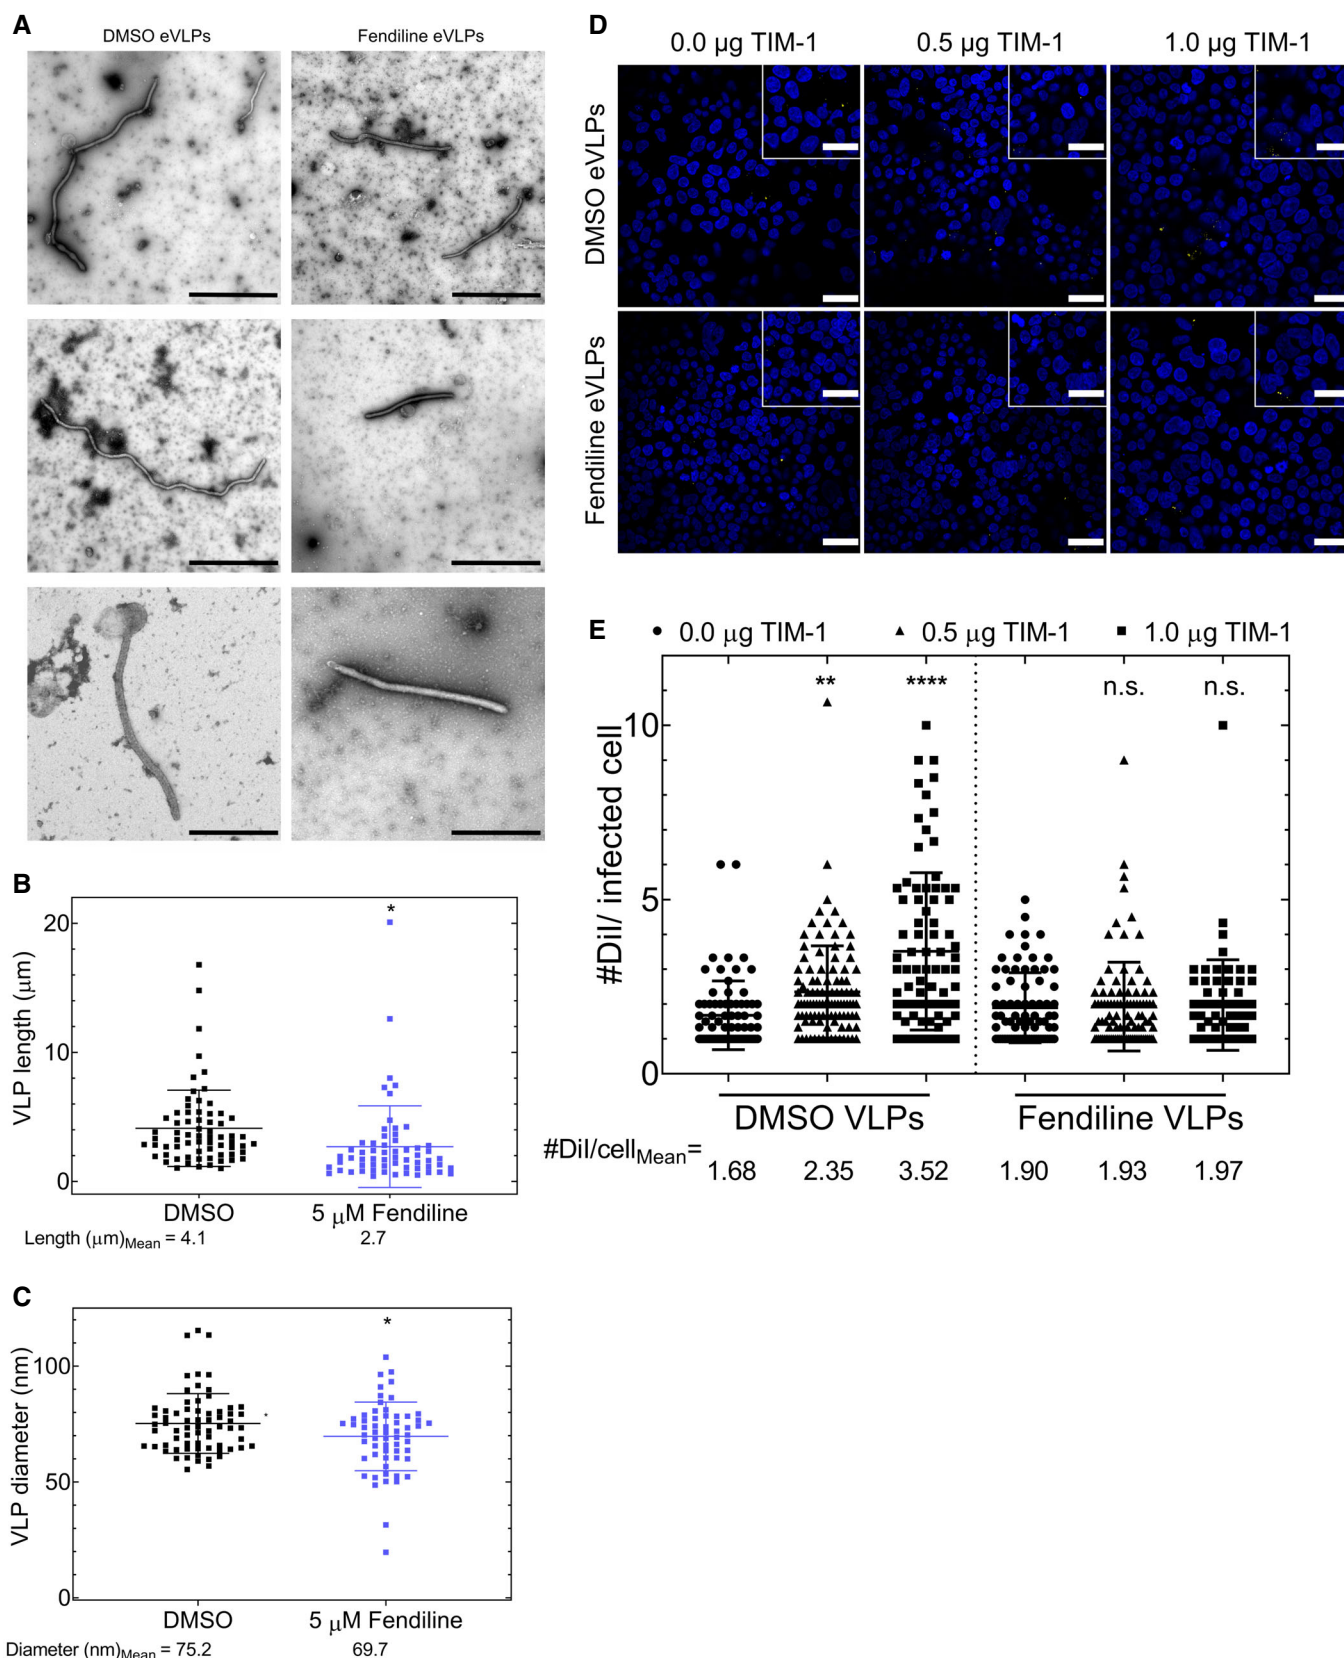 A
DMSO eVLPs
Fendiline eVLPs
B
VLP length (μm)
20
10
0
*
DMSO
5 μM Fendiline
Length (μm)Mean = 4.1
2.7
C
VLP diameter (nm)
100
50
0
*
*
DMSO
5 μM Fendiline
Diameter (nm)Mean = 75.2
69.7
D
0.0 μg TIM-1
0.5 μg TIM-1
1.0 μg TIM-1
DMSO eVLPs
Fendiline eVLPs
E
0.0 μg TIM-1
0.5 μg TIM-1
1.0 μg TIM-1
#Dil/ infected cell
10
5
0
**
****
n.s.
n.s.
DMSO VLPs
Fendiline VLPs
#Dil/cellMean=
1.68
2.35
3.52
1.90
1.93
1.97